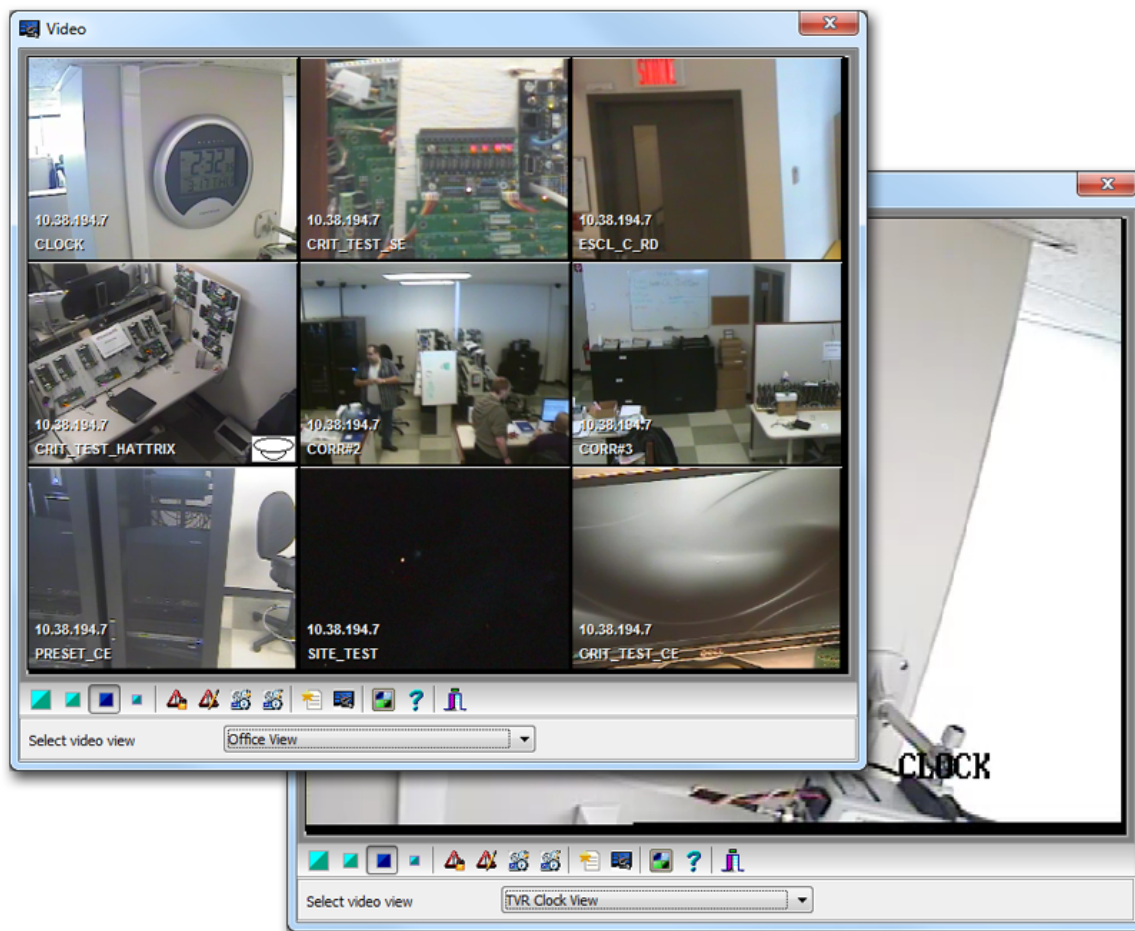 Video
10.38.194.7
CLOCK
10.38.194.7
CRIT_TEST_SE
10.38.194.7
ESCL_C_RD
10.38.194.7
CRIT_TEST_HATTRIX
10.38.194.7
CORR#2
10.38.194.7
CORR#3
10.38.194.7
PRESET_CE
10.38.194.7
SITE_TEST
10.38.194.7
CRIT_TEST_CE
Select video view
Office View
CLOCK
Select video view
TVR Clock View